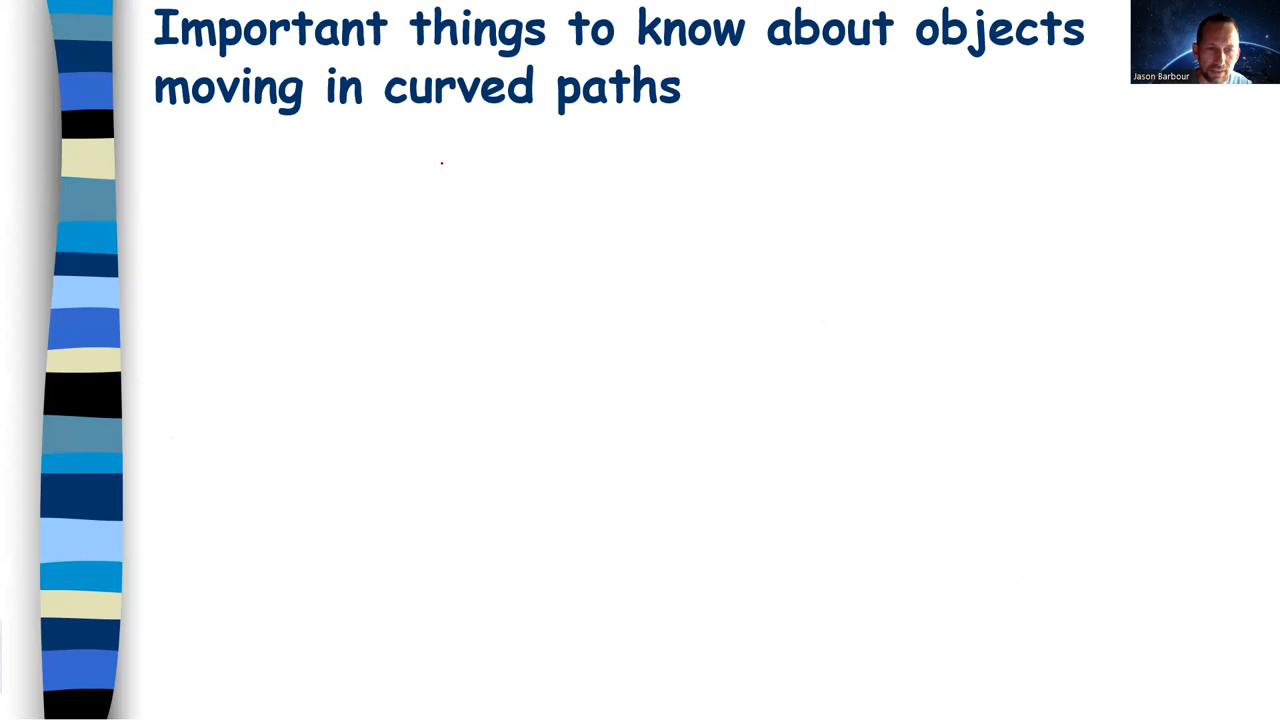 Important things to know about objects
moving in curved paths
Jason Barbour